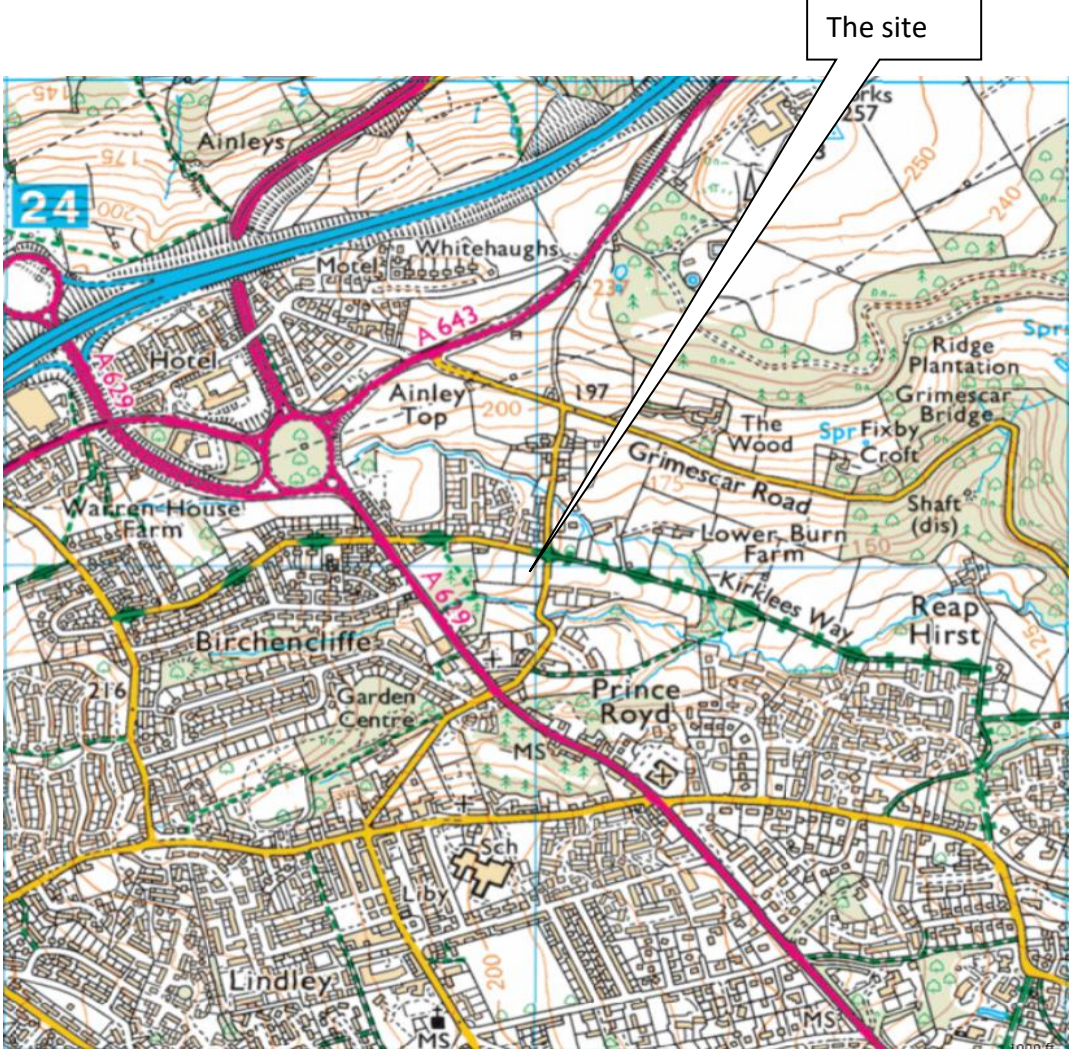 The site
145
Ainleys
175
200
24
257
250
240
Whitehaughs
Motel
A 643
237
Hotel
A 629
Ainley
Top
200
197
Ridge
Plantation
Grimescar
Bridge
The
Wood
Spr
Fixby
Croft
Grimescar Road
175
Shaft
(dis)
Warren House
Farm
Lower Burn
Farm
150
A 629
Kirklees Way
Reap
Hirst
125
Birchencliffe
216
Garden
Centre
Prince
Royd
MS
Sch
Liby
200
Lindley
MS
MS